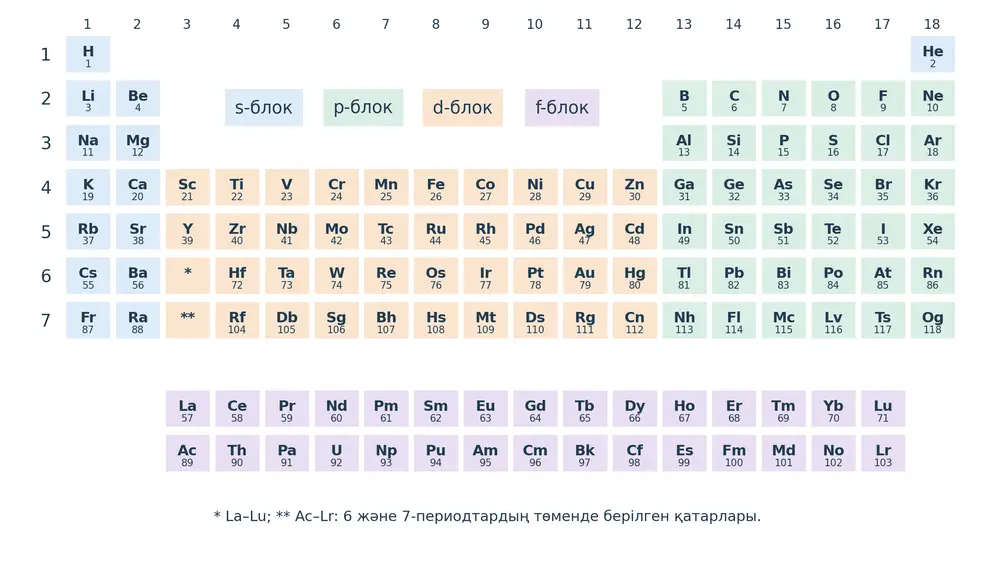 1 2 3 4 5 6 7 8 9 10 11 12 13 14 15 16 17 18
1 H He
1 2
2 Li Be B C N O F Ne
3 4 5 6 7 8 9 10
s-блок p-блок d-блок f-блок
3 Na Mg Al Si P S Cl Ar
11 12 13 14 15 16 17 18
4 K Ca Sc Ti V Cr Mn Fe Co Ni Cu Zn Ga Ge As Se Br Kr
19 20 21 22 23 24 25 26 27 28 29 30 31 32 33 34 35 36
5 Rb Sr Y Zr Nb Mo Tc Ru Rh Pd Ag Cd In Sn Sb Te I Xe
37 38 39 40 41 42 43 44 45 46 47 48 49 50 51 52 53 54
6 Cs Ba * Hf Ta W Re Os Ir Pt Au Hg Tl Pb Bi Po At Rn
55 56 72 73 74 75 76 77 78 79 80 81 82 83 84 85 86
7 Fr Ra ** Rf Db Sg Bh Hs Mt Ds Rg Cn Nh Fl Mc Lv Ts Og
87 88 104 105 106 107 108 109 110 111 112 113 114 115 116 117 118
La Ce Pr Nd Pm Sm Eu Gd Tb Dy Ho Er Tm Yb Lu
57 58 59 60 61 62 63 64 65 66 67 68 69 70 71
Ac Th Pa U Np Pu Am Cm Bk Cf Es Fm Md No Lr
89 90 91 92 93 94 95 96 97 98 99 100 101 102 103
* La–Lu; ** Ac–Lr: 6 және 7-периодтардың төменде берілген қатарлары.